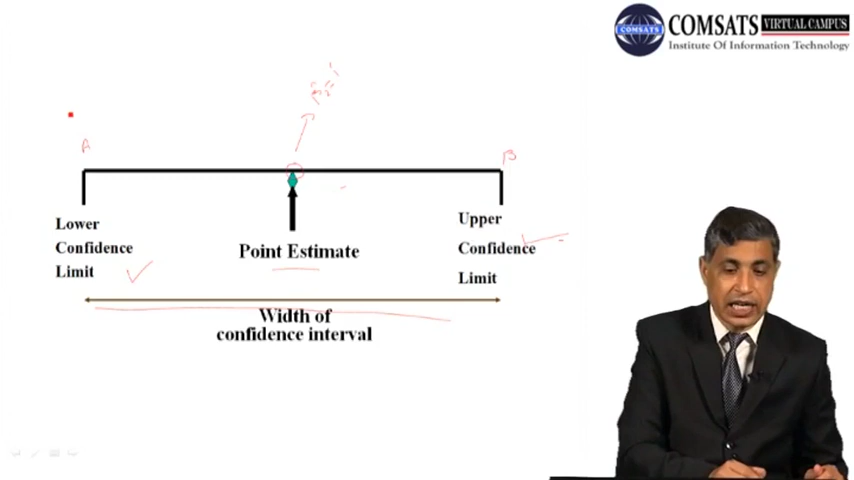 COMSATS VIRTUAL CAMPUS
COMSATS
Institute Of Information Technology
A
B
Lower
Confidence
Limit
Point Estimate
Upper
Confidence
Limit
Width of
confidence interval